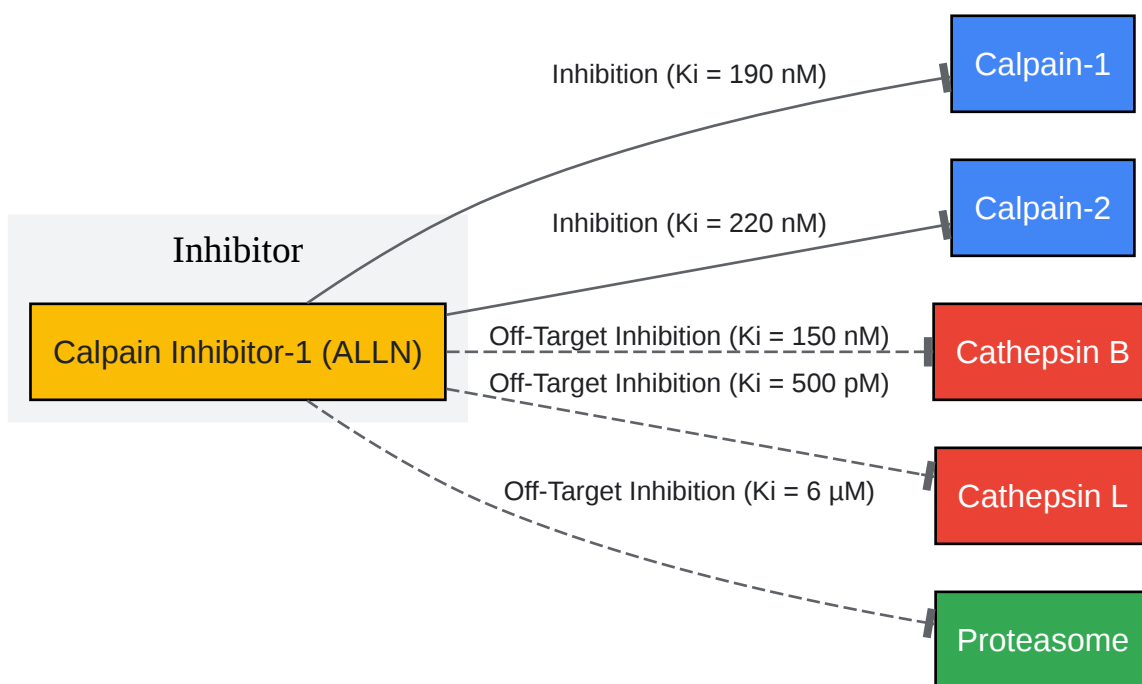 Inhibition (Ki = 190 nM)
Calpain-1
Inhibition (Ki = 220 nM)
Calpain-2
Inhibitor
Calpain Inhibitor-1 (ALLN)
Off-Target Inhibition (Ki = 150 nM)
Cathepsin B
Off-Target Inhibition (Ki = 500 pM)
Cathepsin L
Off-Target Inhibition (Ki = 6 µM)
Proteasome